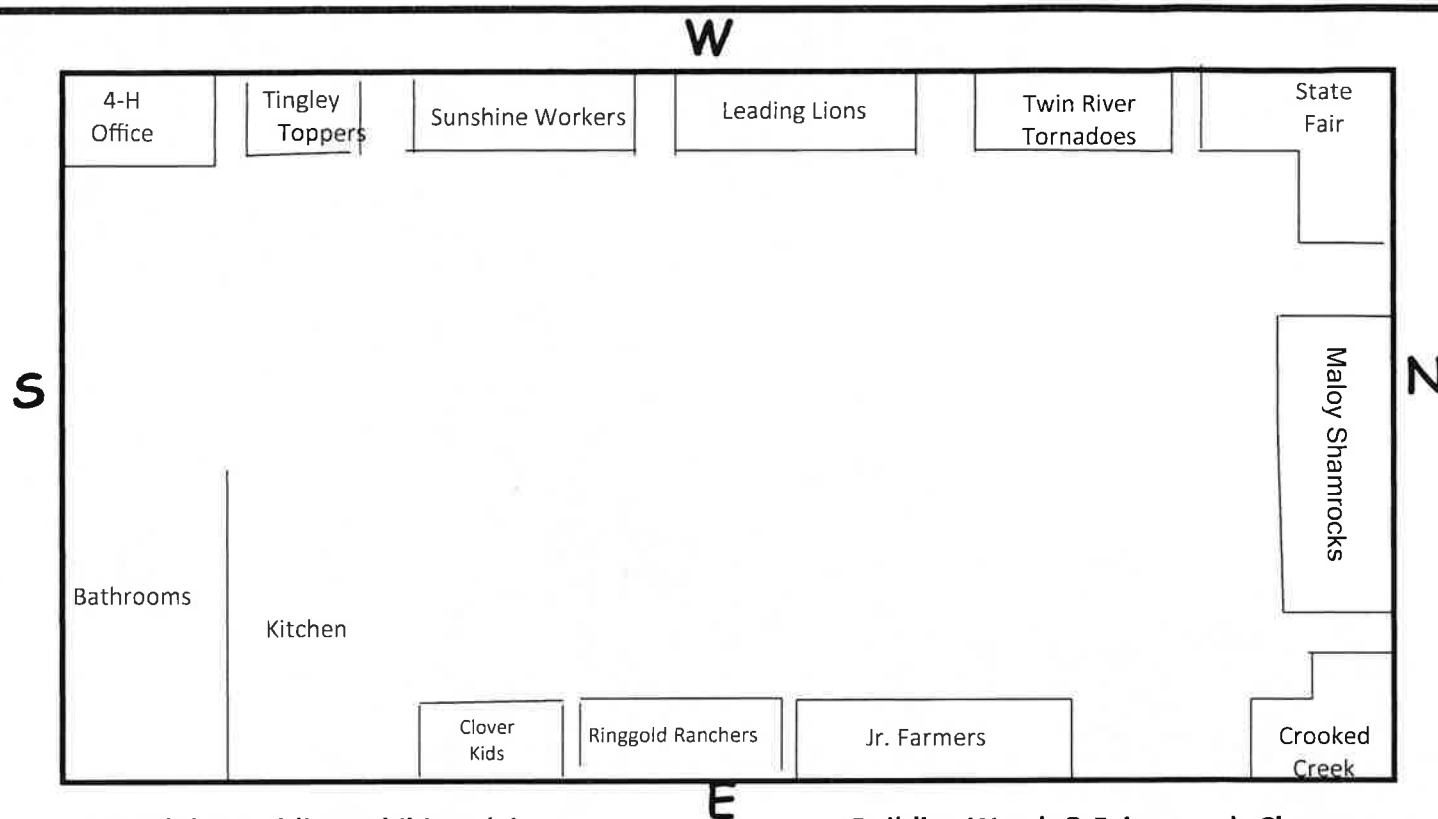 W
4-H
Office
Tingley
Toppers
Sunshine Workers
Leading Lions
Twin River
Tornadoes
State
Fair
S
N
Maloy Shamrocks
Bathrooms
Kitchen
Clover
Kids
Ringgold Ranchers
Jr. Farmers
Crooked
Creek
E